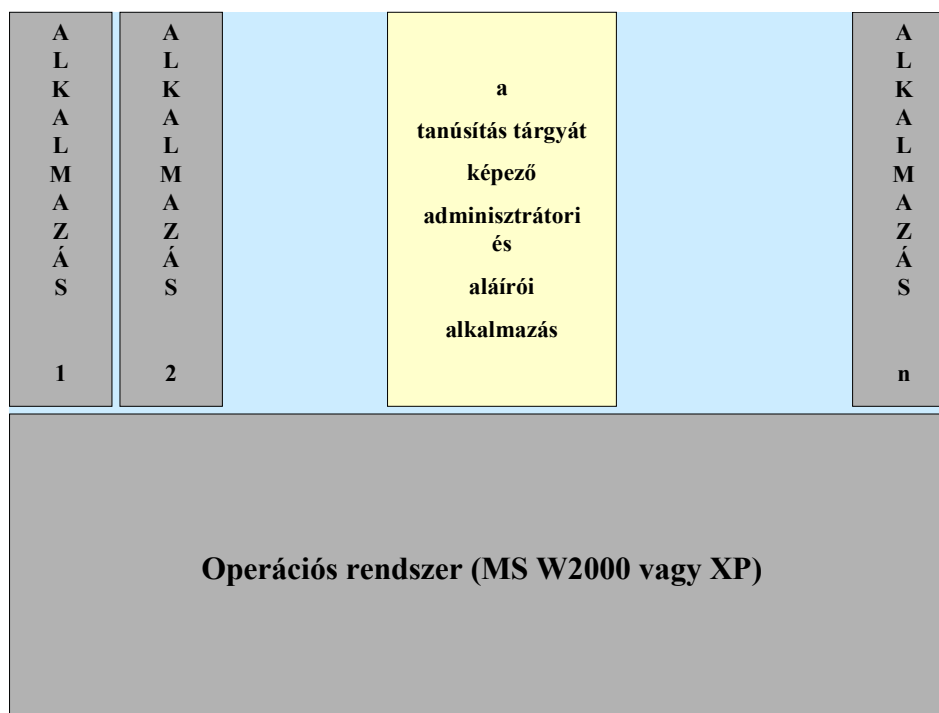 A
L
K
A
L
M
A
Z
Á
S
1
A
L
K
A
L
M
A
Z
Á
S
2
a
tanúsítás tárgyát
képező
adminisztrátori
és
aláírói
alkalmazás
A
L
K
A
L
M
A
Z
Á
S
n
Operációs rendszer (MS W2000 vagy XP)